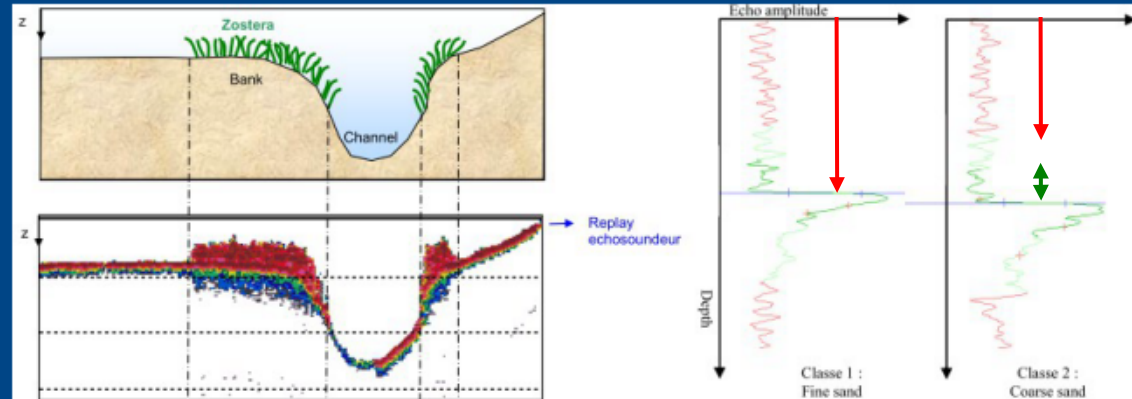 z
Zostera
Bank
Channel
z
Replay
echosoundeur
Echo amplitude
Depth
Classe 1 :
Fine sand
Classe 2 :
Coarse sand